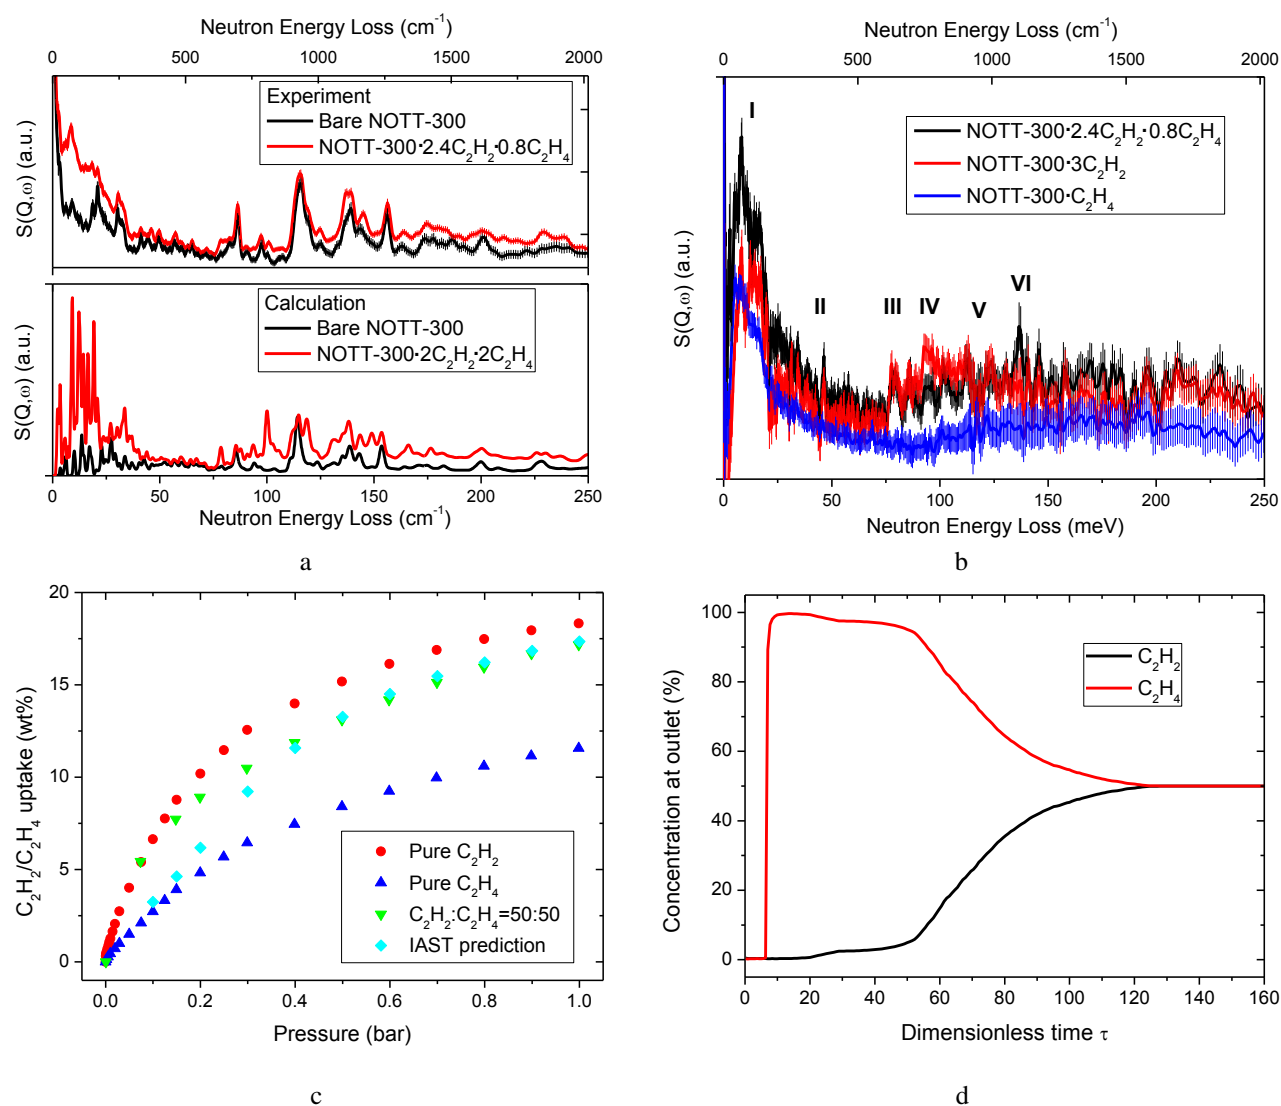 Neutron Energy Loss (cm⁻¹)
0 500 1000 1500 2000
S(Q,ω) (a.u.)
Experiment
Bare NOTT-300
NOTT-300·2.4C₂H₂·0.8C₂H₄
S(Q,ω) (a.u.)
Calculation
Bare NOTT-300
NOTT-300·2C₂H₂·2C₂H₄
0 50 100 150 200 250
Neutron Energy Loss (cm⁻¹)
a
Neutron Energy Loss (cm⁻¹)
0 500 1000 1500 2000
S(Q,ω) (a.u.)
NOTT-300·2.4C₂H₂·0.8C₂H₄
NOTT-300·3C₂H₂
NOTT-300·C₂H₄
I
II III IV V VI
0 50 100 150 200 250
Neutron Energy Loss (meV)
b
C₂H₂/C₂H₄ uptake (wt%)
20
15
10
5
0
Pure C₂H₂
Pure C₂H₄
C₂H₂:C₂H₄=50:50
IAST prediction
0.0 0.2 0.4 0.6 0.8 1.0
Pressure (bar)
c
Concentration at outlet (%)
100
80
60
40
20
0
C₂H₂
C₂H₄
0 20 40 60 80 100 120 140 160
Dimensionless time τ
d